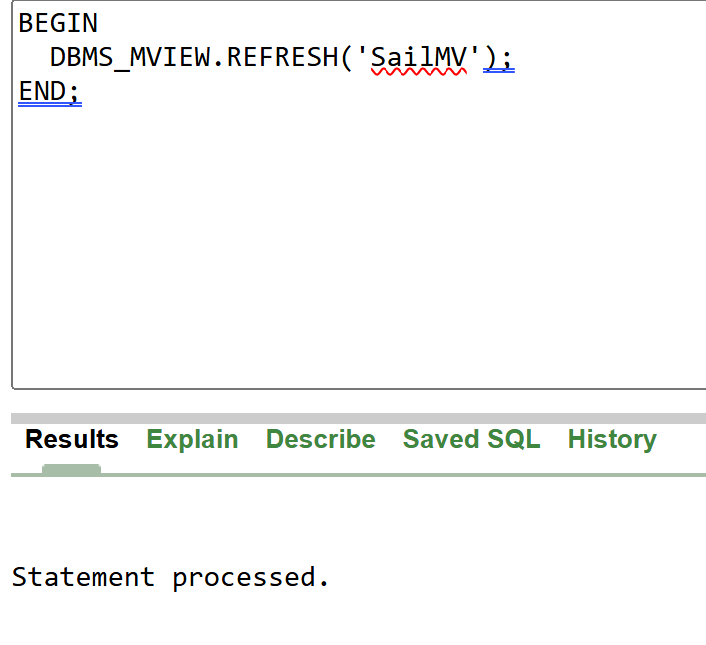 BEGIN
DBMS_MVIEW.REFRESH('SailMV');
END;
Results Explain Describe Saved SQL History
Statement processed.